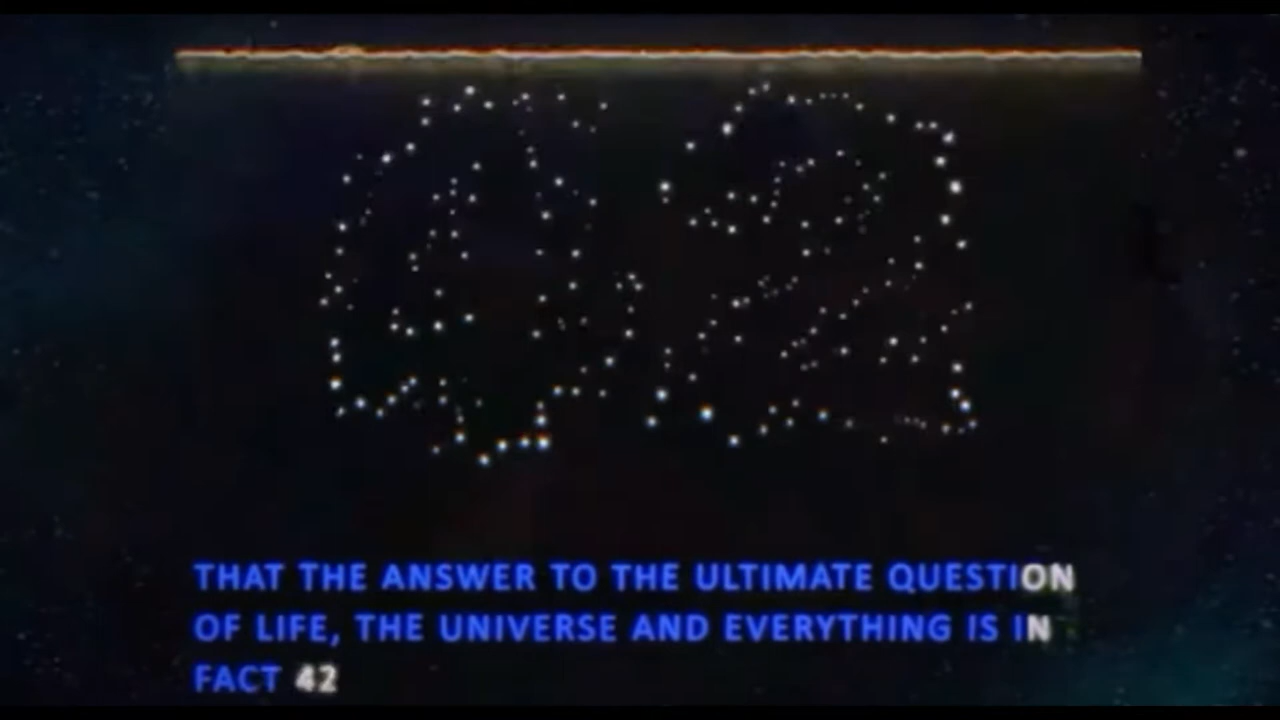 42
THAT THE ANSWER TO THE ULTIMATE QUESTION
OF LIFE, THE UNIVERSE AND EVERYTHING IS IN
FACT 42